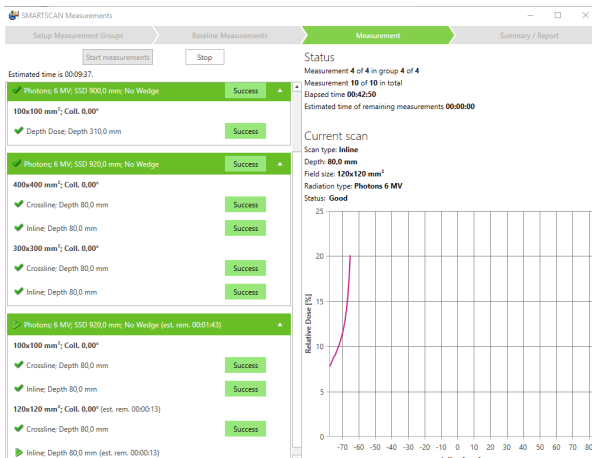 SMARTSCAN Measurements
Setup Measurement Groups
Baseline Measurements
Measurement
Summary / Report
Start measurements
Stop
Estimated time is 00:09:37.
Photons; 6 MV; SSD 900,0 mm; No Wedge
Success
100x100 mm²; Coll. 0,00°
Depth Dose; Depth 310,0 mm
Success
Photons; 6 MV; SSD 920,0 mm; No Wedge
Success
400x400 mm²; Coll. 0,00°
Crossline; Depth 80,0 mm
Success
Inline; Depth 80,0 mm
Success
300x300 mm²; Coll. 0,00°
Crossline; Depth 80,0 mm
Success
Inline; Depth 80,0 mm
Success
Photons; 6 MV; SSD 920,0 mm; No Wedge (est. rem. 00:01:43)
100x100 mm²; Coll. 0,00°
Crossline; Depth 80,0 mm
Success
Inline; Depth 80,0 mm
Success
120x120 mm²; Coll. 0,00° (est. rem. 00:00:13)
Crossline; Depth 80,0 mm
Success
Inline; Depth 80,0 mm (est. rem. 00:00:13)
Status
Measurement 4 of 4 in group 4 of 4
Measurement 10 of 10 in total
Elapsed time 00:42:50
Estimated time of remaining measurements 00:00:00
Current scan
Scan type: Inline
Depth: 80,0 mm
Field size: 120x120 mm²
Radiation type: Photons 6 MV
Status: Good
Relative Dose [%]
25
20
15
10
5
0
-70 -60 -50 -40 -30 -20 -10 0 10 20 30 40 50 60 70 80